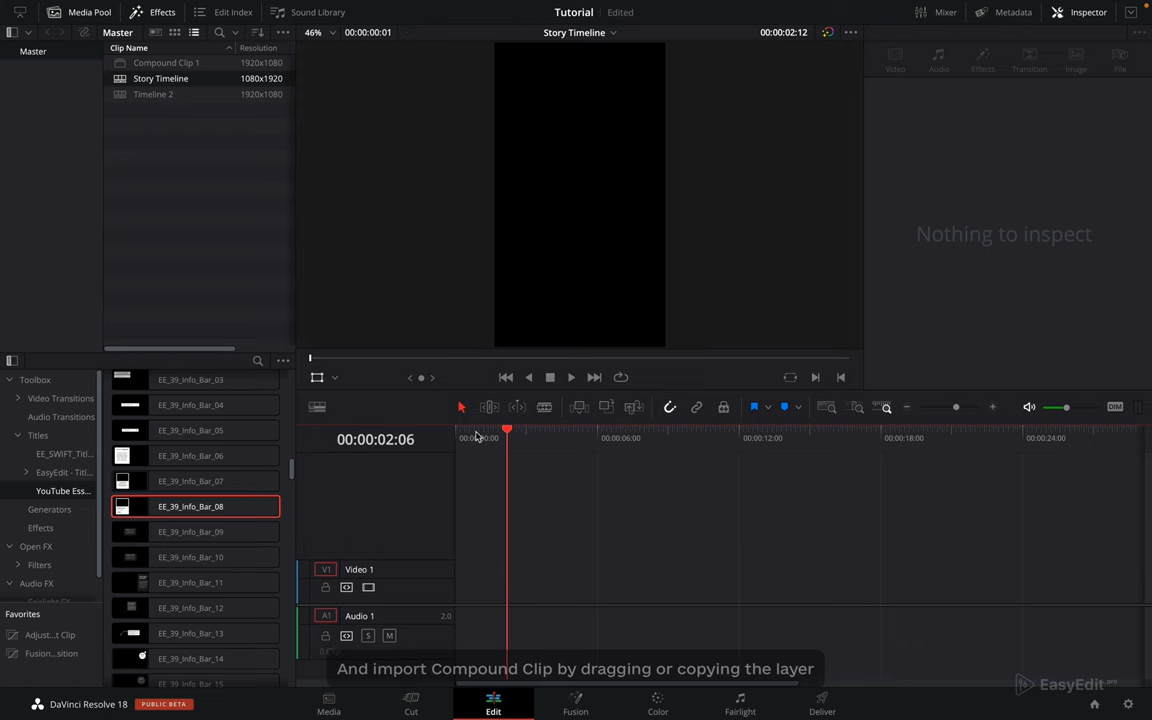 Media Pool
Effects
Edit Index
Sound Library
Tutorial
Edited
Mixer
Metadata
Inspector
Master
46%
00:00:00:01
Story Timeline
00:00:02:12
Master
Clip Name
Resolution
Compound Clip 1
1920x1080
Story Timeline
1080x1920
Timeline 2
1920x1080
Video
Audio
Effects
Transition
Image
File
Nothing to inspect
Toolbox
Video Transitions
Audio Transitions
Titles
EE_SWIFT_Titl...
EasyEdit - Titl...
YouTube Ess...
Generators
Effects
Open FX
Filters
Audio FX
EE_39_Info_Bar_03
EE_39_Info_Bar_04
EE_39_Info_Bar_05
EE_39_Info_Bar_06
EE_39_Info_Bar_07
EE_39_Info_Bar_08
EE_39_Info_Bar_09
EE_39_Info_Bar_10
EE_39_Info_Bar_11
EE_39_Info_Bar_12
EE_39_Info_Bar_13
EE_39_Info_Bar_14
EE_39_Info_Bar_15
Favorites
Adjust...t Clip
Fusion...sition
DIM
00:00:02:06
00:00:06:00
00:00:12:00
00:00:18:00
00:00:24:00
V1
Video 1
A1
Audio 1
2.0
S
M
And import Compound Clip by dragging or copying the layer
EasyEdit.pro
DaVinci Resolve 18
PUBLIC BETA
Media
Cut
Edit
Fusion
Color
Fairlight
Deliver